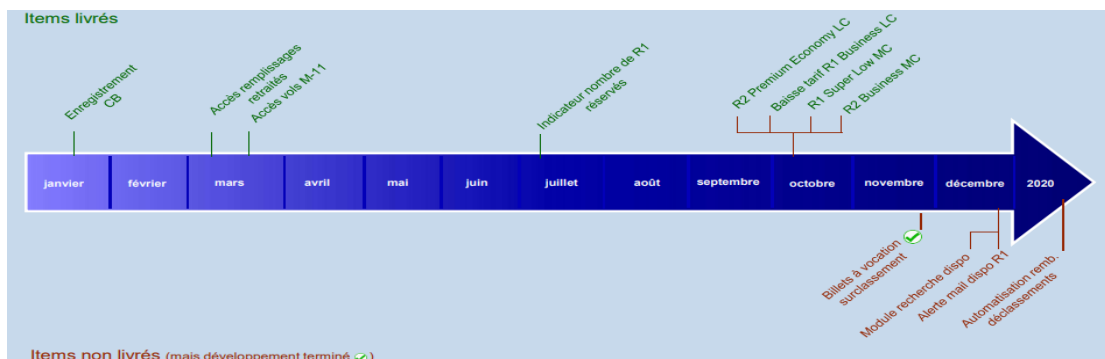 Items livrés
Enregistrement
CB
Accès remplissages
retraités
Accès vols M-11
Indicateur nombre de R1
réservés
R2 Premium Economy LC
Baisse tarif R1 Business LC
R1 Super Low MC
R2 Business MC
janvier février mars avril mai juin juillet août septembre octobre novembre décembre 2020
Billets à vocation
surclassement
Module recherche dispo
Alerte mail dispo R1
Automatisation remb.
déclassements
Items non livrés (mais développement terminé )